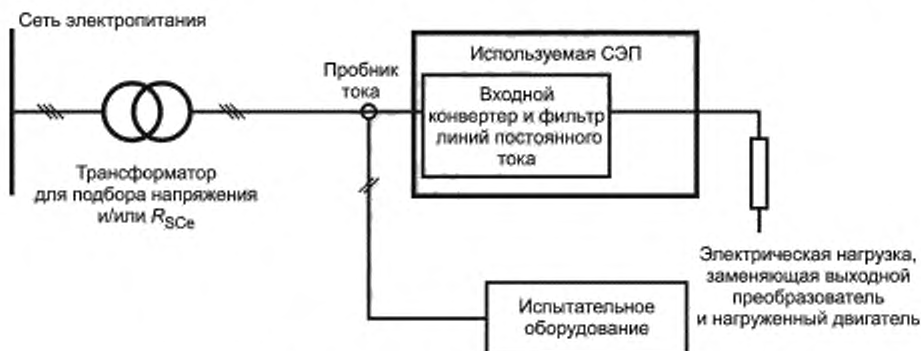 Сеть электропитания
Используемая СЭП
Пробник
тока
Входной
конвертер и фильтр
линий постоянного
тока
Трансформатор
для подбора напряжения
и/или R_SCe
Электрическая нагрузка,
заменяющая выходной
преобразователь
и нагруженный двигатель
Испытательное
оборудование